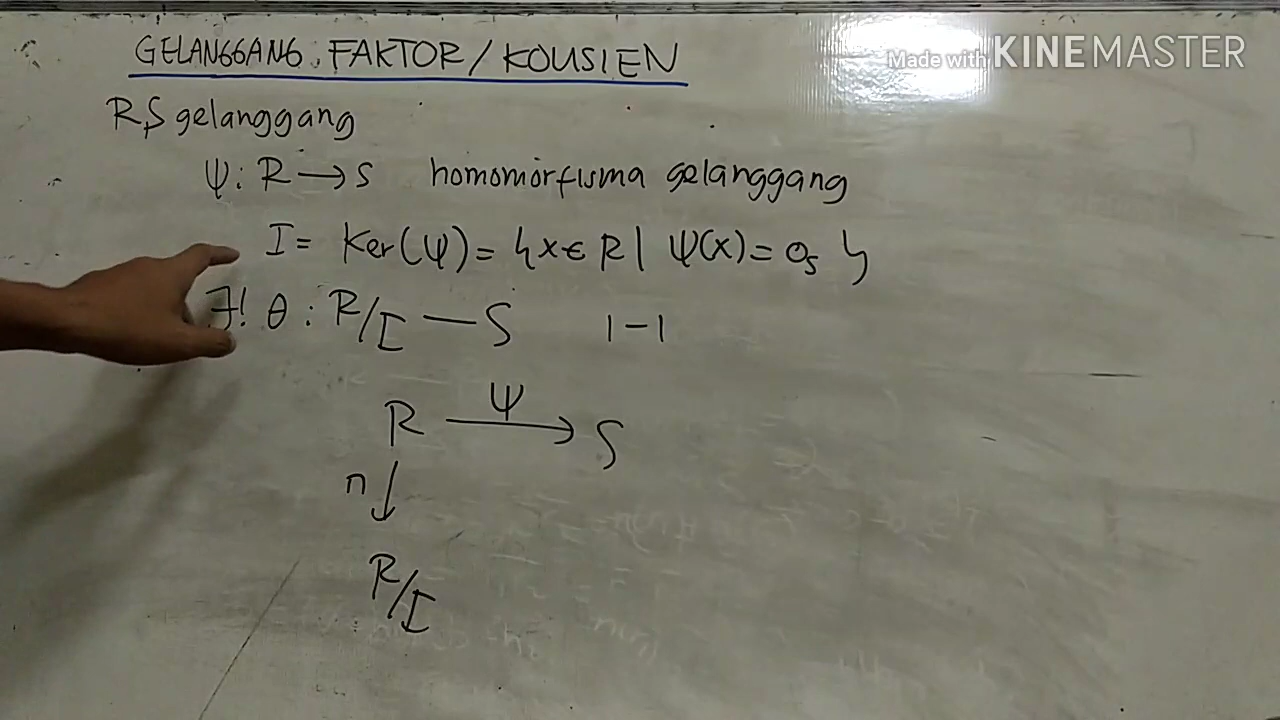 GELANGGANG FAKTOR / KOUSIEN
Made with KINEMASTER
R,S gelanggang
Ψ : R → S homomorfisma gelanggang
I = Ker(Ψ) = {x ∈ R | Ψ(x) = 0s }
∃! θ : R/I — S 1-1
R Ψ→ S
n ↓
R/I